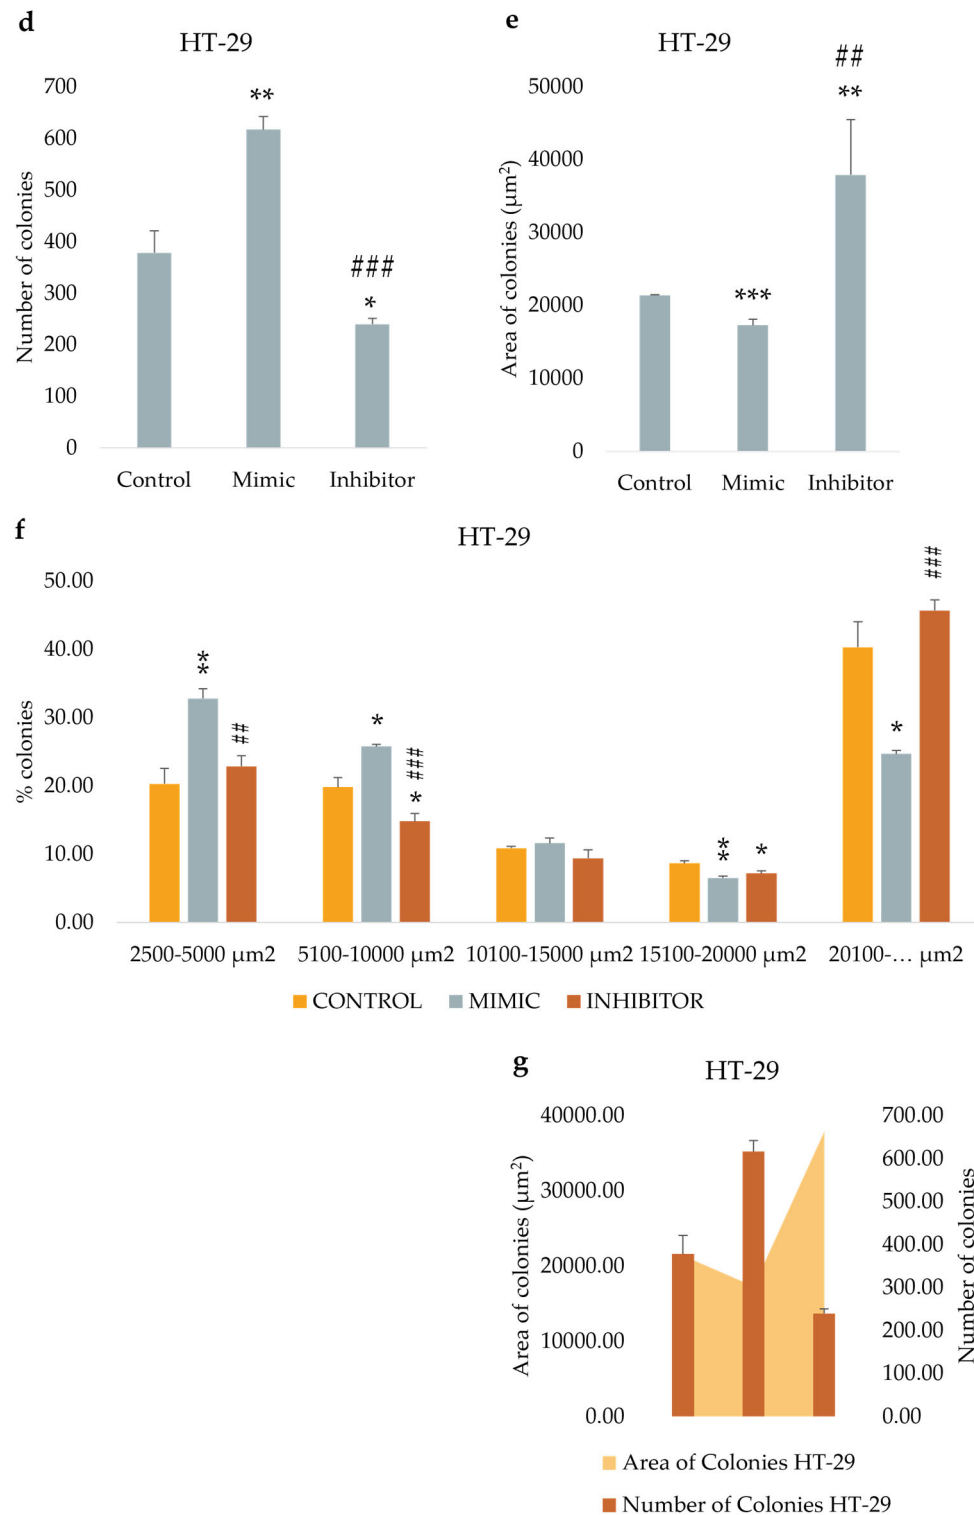 d
HT-29
Number of colonies
700
600
500
400
300
200
100
0
**
###
*
Control Mimic Inhibitor
e
HT-29
Area of colonies (µm²)
50000
40000
30000
20000
10000
0
***
##
**
Control Mimic Inhibitor
f
HT-29
% colonies
50.00
40.00
30.00
20.00
10.00
0.00
**
##
*
###
*
**
*
*
###
2500-5000 µm2 5100-10000 µm2 10100-15000 µm2 15100-20000 µm2 20100-... µm2
CONTROL MIMIC INHIBITOR
g
HT-29
Area of colonies (µm²)
40000.00
30000.00
20000.00
10000.00
0.00
700.00
600.00
500.00
400.00
300.00
200.00
100.00
0.00
Number of colonies
Area of Colonies HT-29
Number of Colonies HT-29